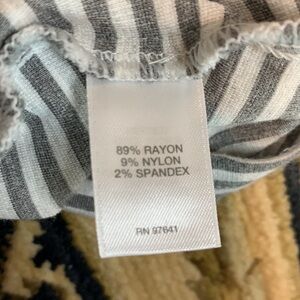 89% RAYON
9% NYLON
2% SPANDEX
RN 97641